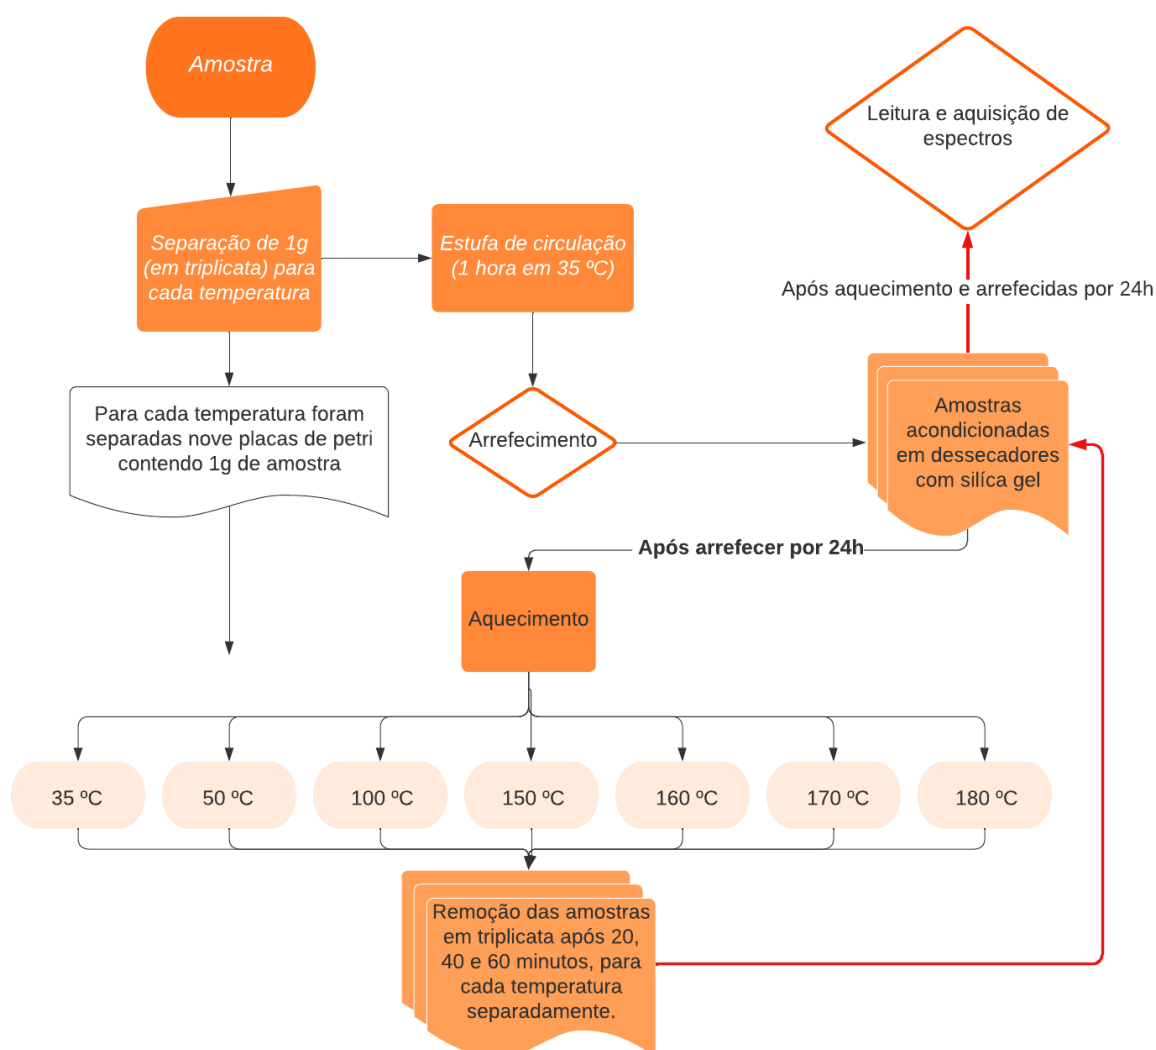 Amostra
Leitura e aquisição de
espectros
Separação de 1g
(em triplicata) para
cada temperatura
Estufa de circulação
(1 hora em 35 ºC)
Após aquecimento e arrefecidas por 24h
Para cada temperatura foram
separadas nove placas de petri
contendo 1g de amostra
Arrefecimento
Amostras
acondicionadas
em dessecadores
com silíca gel
Após arrefecer por 24h
Aquecimento
35 ºC
50 ºC
100 ºC
150 ºC
160 ºC
170 ºC
180 ºC
Remoção das amostras
em triplicata após 20,
40 e 60 minutos, para
cada temperatura
separadamente.